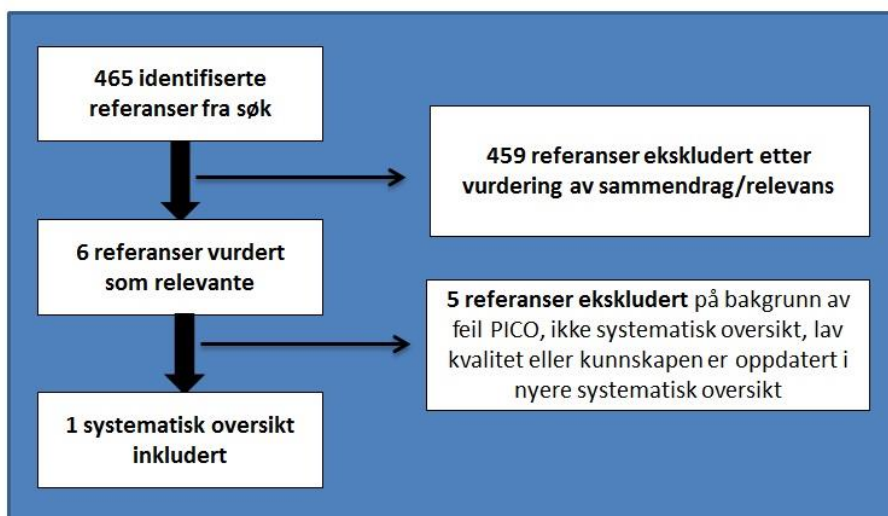 465 identifiserte
referanser fra søk
459 referanser ekskludert etter
vurdering av sammendrag/relevans
6 referanser vurdert
som relevante
5 referanser ekskludert på bakgrunn av
feil PICO, ikke systematisk oversikt, lav
kvalitet eller kunnskapen er oppdatert i
nyere systematisk oversikt
1 systematisk oversikt
inkludert